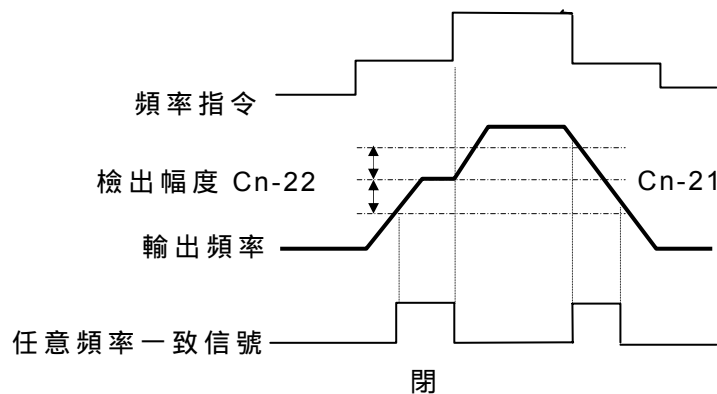 頻率指令
檢出幅度 Cn-22
Cn-21
輸出頻率
任意頻率一致信號
閉